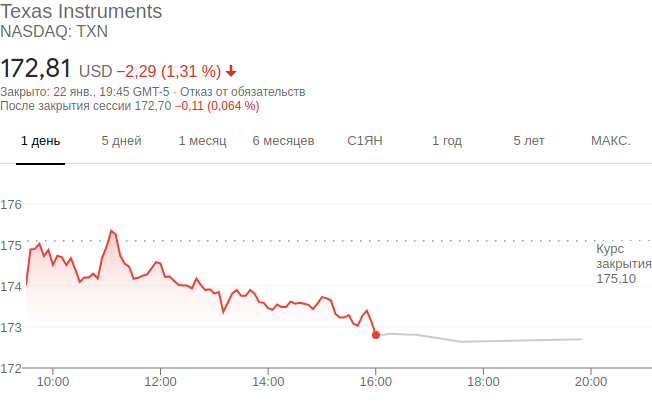 Texas Instruments
NASDAQ: TXN
172,81 USD −2,29 (1,31 %)
Закрыто: 22 янв., 19:45 GMT-5 · Отказ от обязательств
После закрытия сессии 172,70 −0,11 (0,064 %)
1 день 5 дней 1 месяц 6 месяцев С1ЯН 1 год 5 лет МАКС.
176
175
Курс
закрытия
175,10
174
173
172
10:00 12:00 14:00 16:00 18:00 20:00